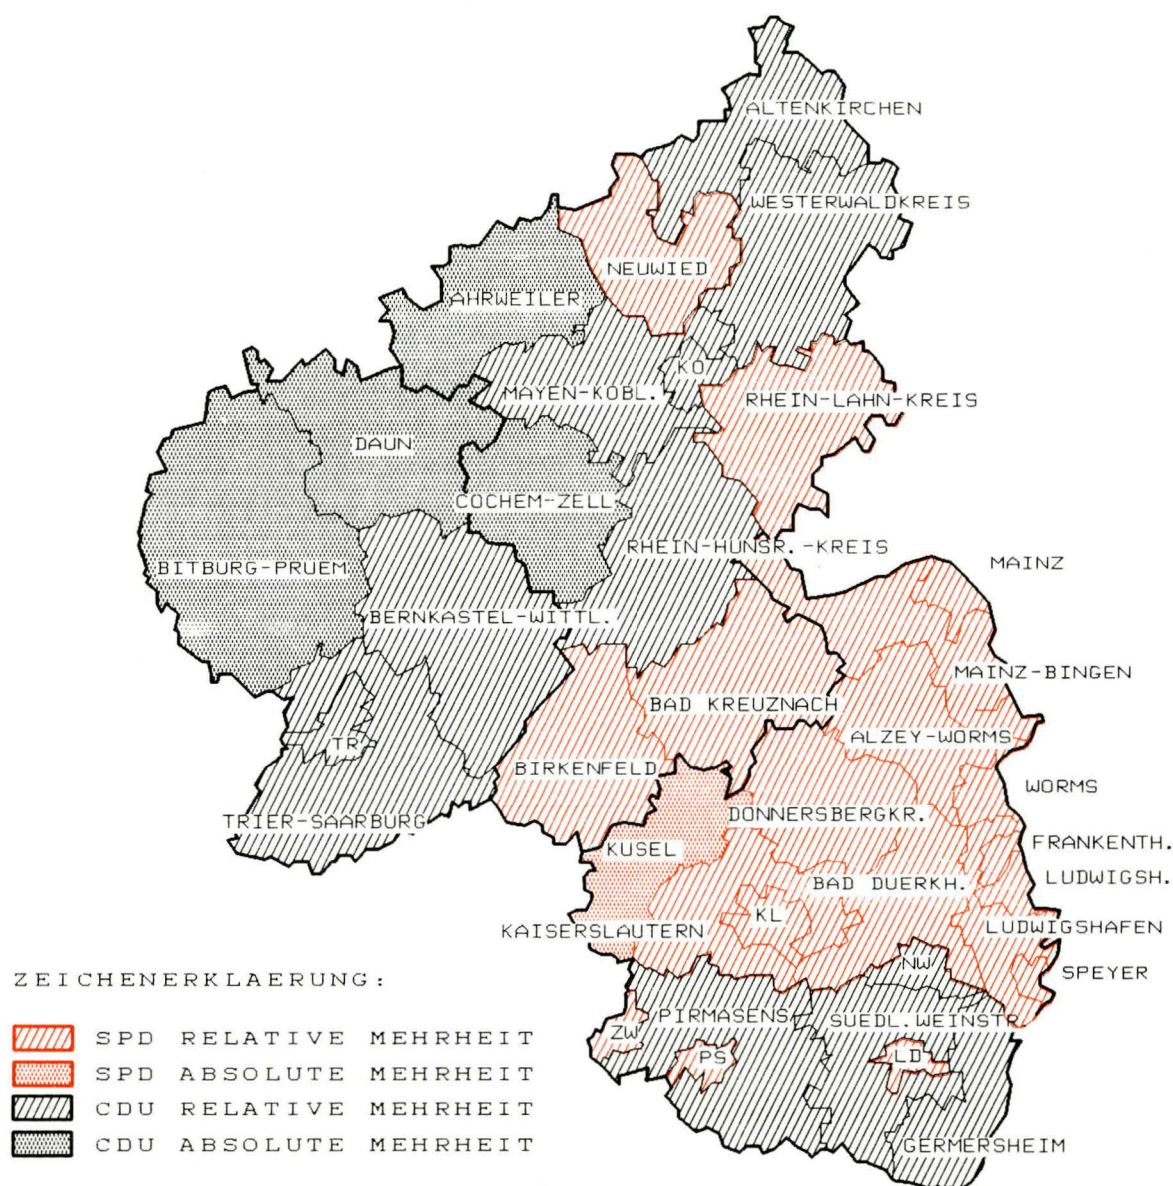 ALTENKIRCHEN
WESTERWALDKREIS
NEUWIED
AHRWEILER
KO
MAYEN-KOBL.
RHEIN-LAHN-KREIS
DAUN
COCHEM-ZELL
RHEIN-HUNSR.-KREIS
MAINZ
BITBURG-PRUEM
BERNKASTEL-WITTL.
MAINZ-BINGEN
BAD KREUZNACH
ALZEY-WORMS
TR
BIRKENFELD
WORMS
TRIER-SAARBURG
DONNERSBERGKR.
FRANKENTH.
KUSEL
LUDWIGSH.
BAD DUERKH.
KL
LUDWIGSHAFEN
KAISERSLAUTERN
NW
SPEYER
PIRMASENS
SUEDL.WEINSTR.
ZW
PS
LD
GERMERSHEIM
ZEICHENERKLAERUNG:
SPD RELATIVE MEHRHEIT
SPD ABSOLUTE MEHRHEIT
CDU RELATIVE MEHRHEIT
CDU ABSOLUTE MEHRHEIT